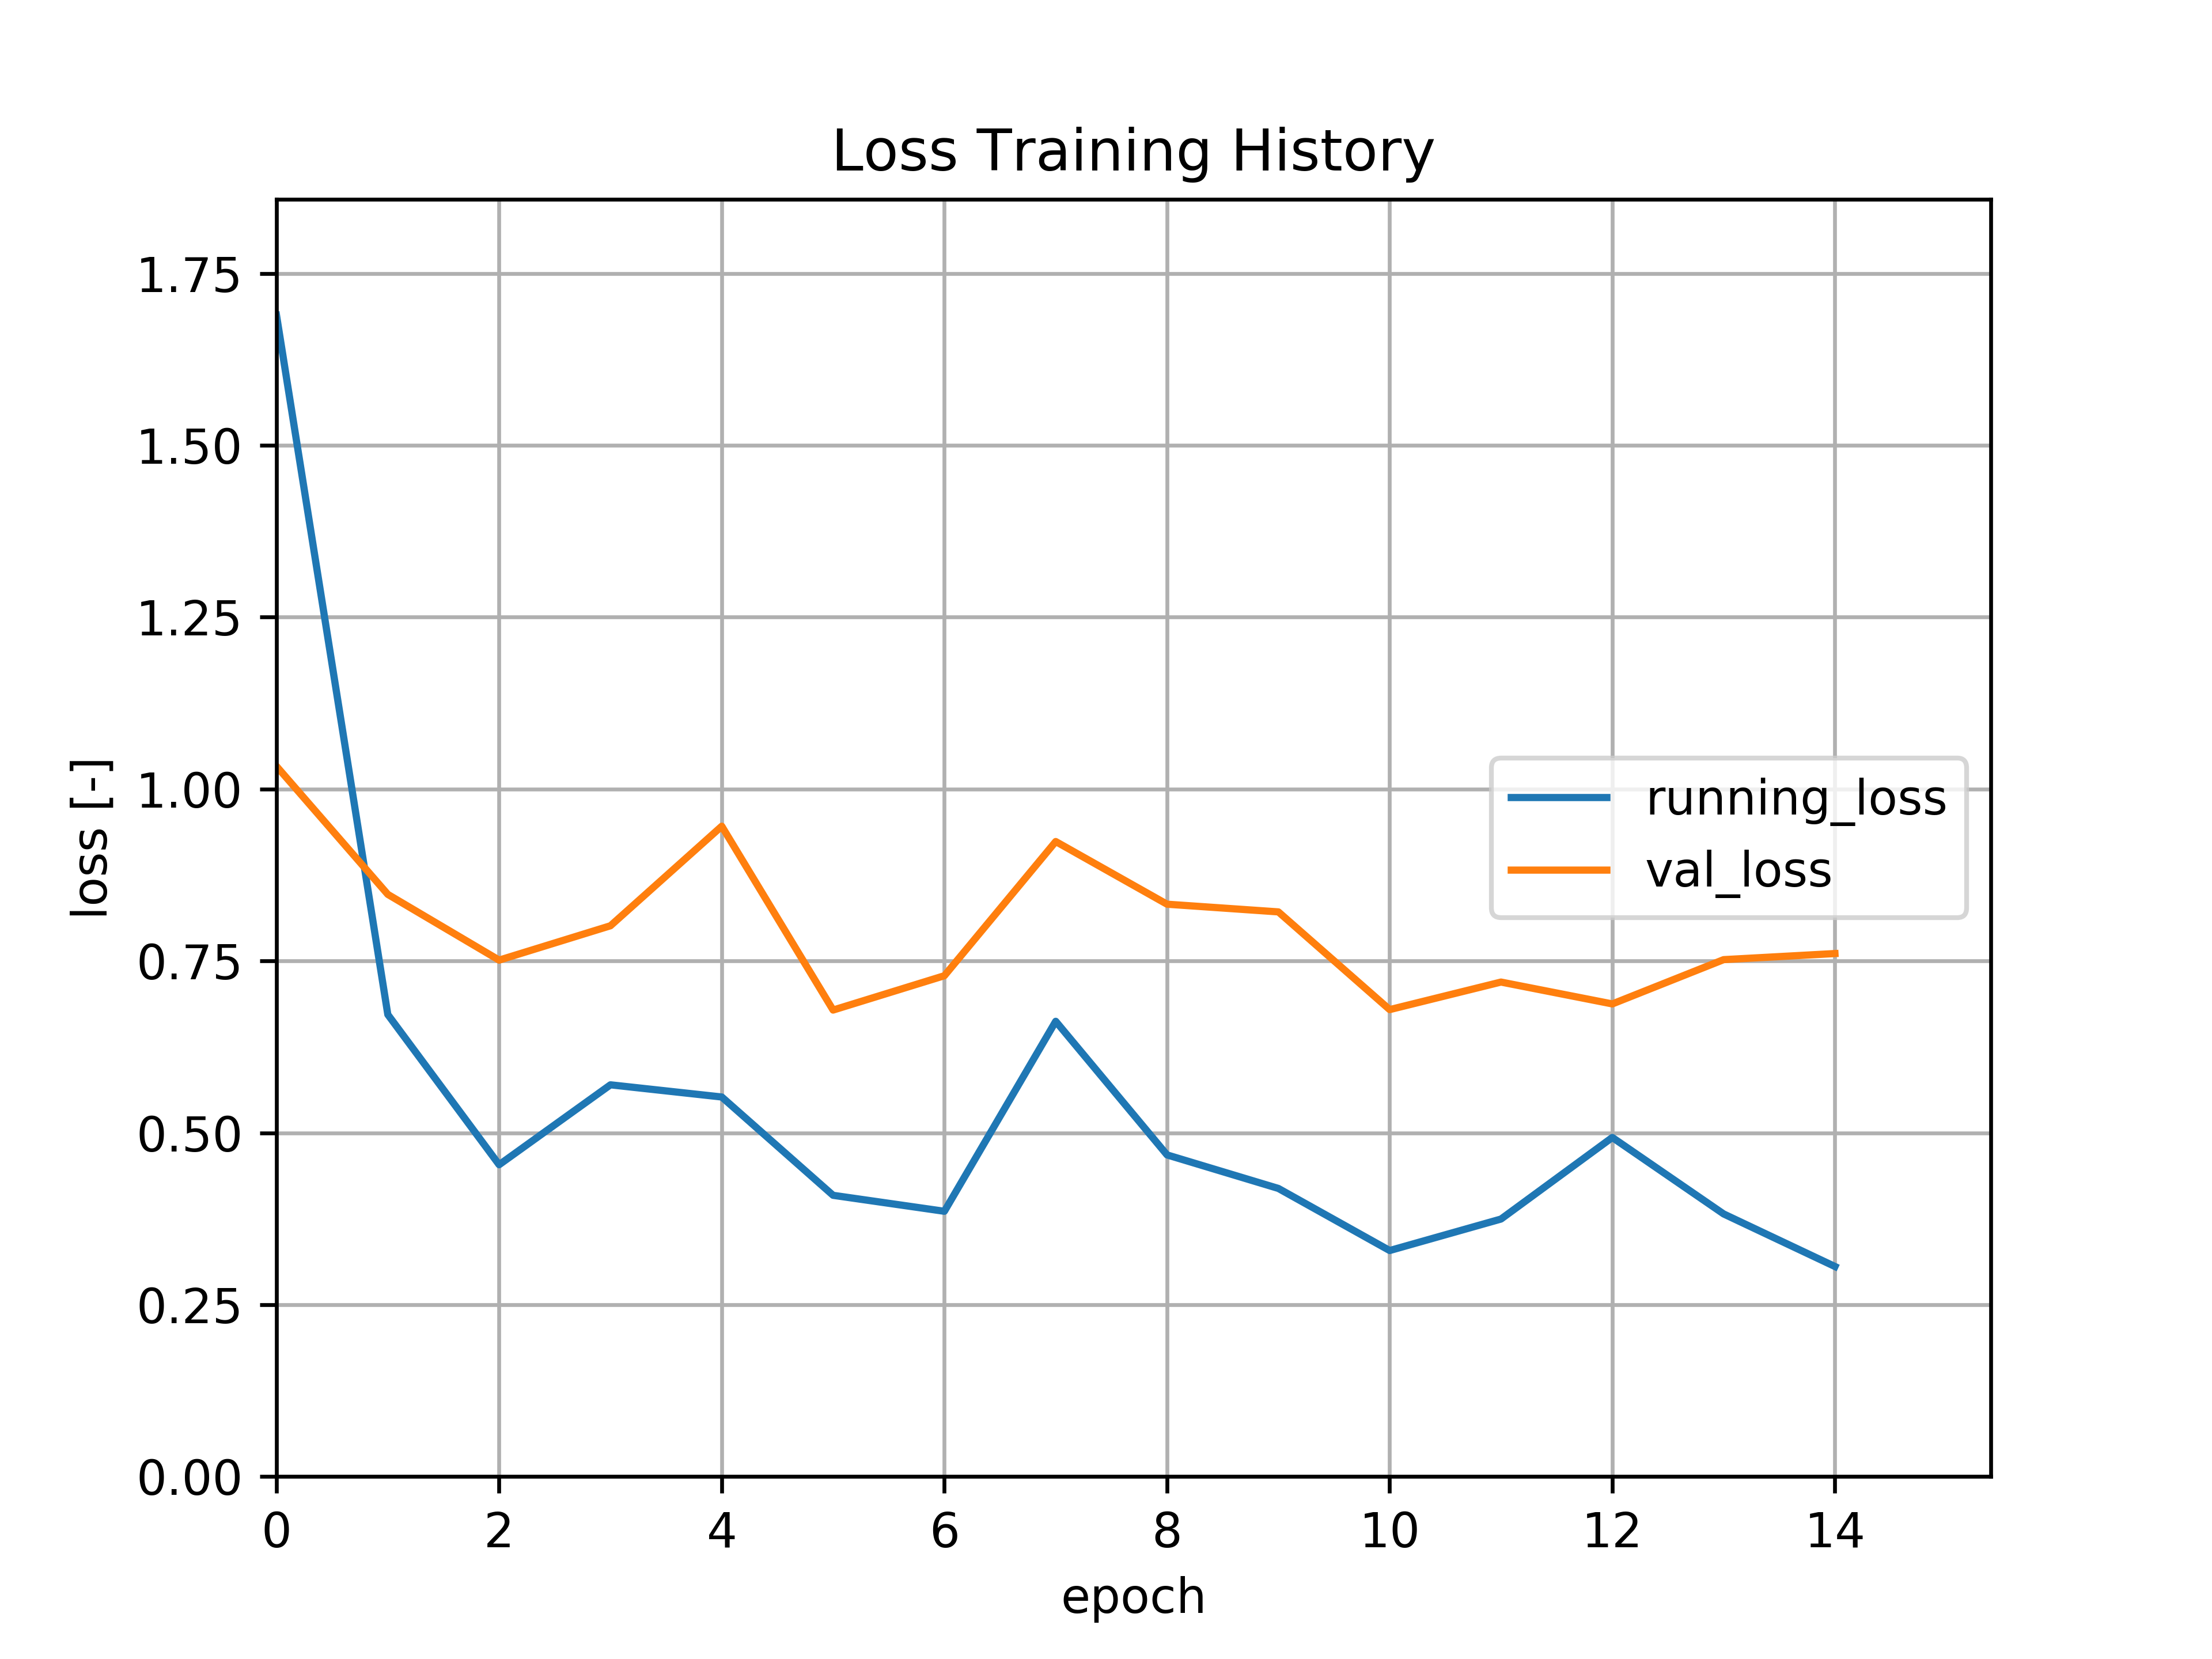 Loss Training History
1.75
1.50
1.25
1.00
0.75
0.50
0.25
0.00
loss [-]
running_loss
val_loss
0 2 4 6 8 10 12 14
epoch